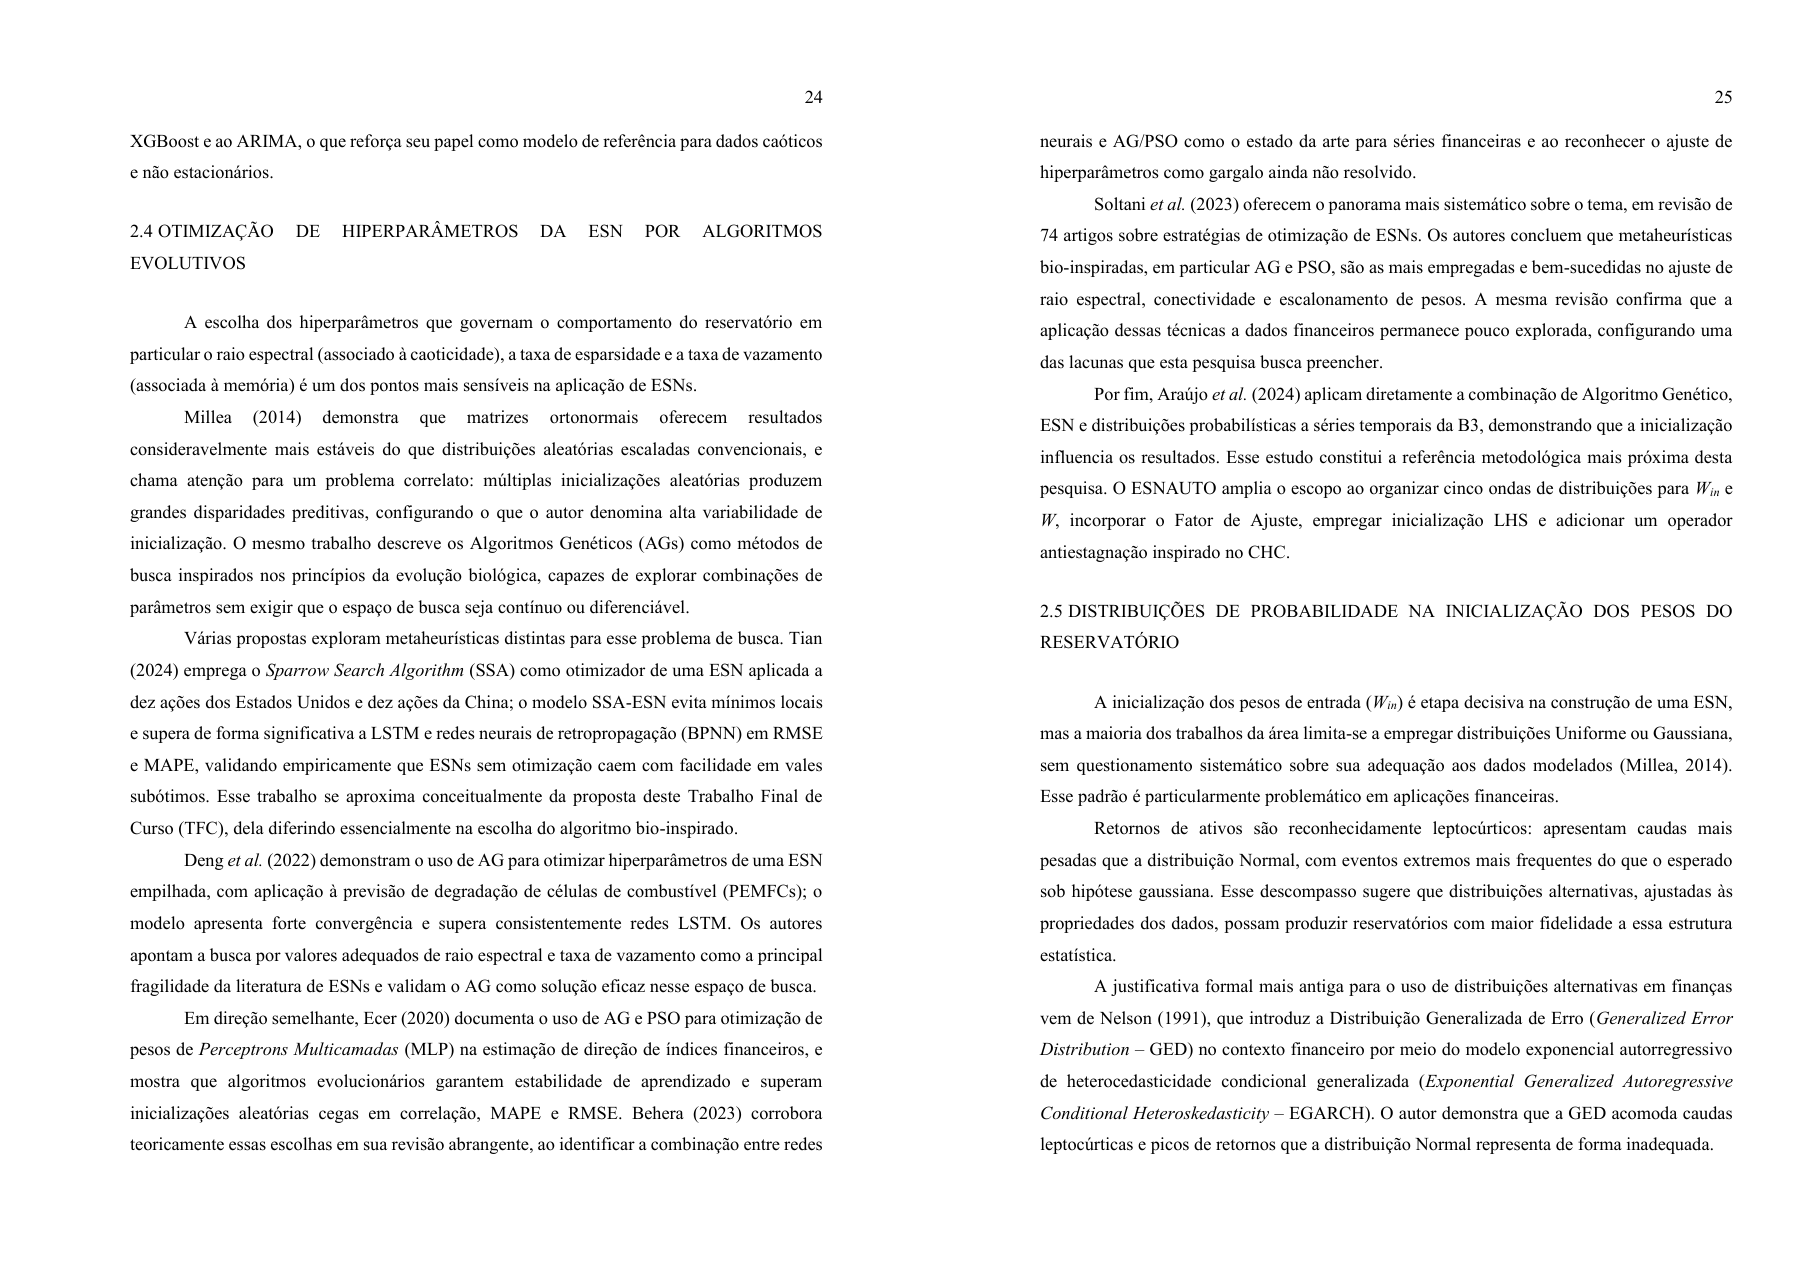 24
XGBoost e ao ARIMA, o que reforça seu papel como modelo de referência para dados caóticos
e não estacionários.
2.4 OTIMIZAÇÃO DE HIPERPARÂMETROS DA ESN POR ALGORITMOS
EVOLUTIVOS
A escolha dos hiperparâmetros que governam o comportamento do reservatório em
particular o raio espectral (associado à caoticidade), a taxa de esparsidade e a taxa de vazamento
(associada à memória) é um dos pontos mais sensíveis na aplicação de ESNs.
Millea (2014) demonstra que matrizes ortonormais oferecem resultados
consideravelmente mais estáveis do que distribuições aleatórias escaladas convencionais, e
chama atenção para um problema correlato: múltiplas inicializações aleatórias produzem
grandes disparidades preditivas, configurando o que o autor denomina alta variabilidade de
inicialização. O mesmo trabalho descreve os Algoritmos Genéticos (AGs) como métodos de
busca inspirados nos princípios da evolução biológica, capazes de explorar combinações de
parâmetros sem exigir que o espaço de busca seja contínuo ou diferenciável.
Várias propostas exploram metaheurísticas distintas para esse problema de busca. Tian
(2024) emprega o Sparrow Search Algorithm (SSA) como otimizador de uma ESN aplicada a
dez ações dos Estados Unidos e dez ações da China; o modelo SSA-ESN evita mínimos locais
e supera de forma significativa a LSTM e redes neurais de retropropagação (BPNN) em RMSE
e MAPE, validando empiricamente que ESNs sem otimização caem com facilidade em vales
subótimos. Esse trabalho se aproxima conceitualmente da proposta deste Trabalho Final de
Curso (TFC), dela diferindo essencialmente na escolha do algoritmo bio-inspirado.
Deng et al. (2022) demonstram o uso de AG para otimizar hiperparâmetros de uma ESN
empilhada, com aplicação à previsão de degradação de células de combustível (PEMFCs); o
modelo apresenta forte convergência e supera consistentemente redes LSTM. Os autores
apontam a busca por valores adequados de raio espectral e taxa de vazamento como a principal
fragilidade da literatura de ESNs e validam o AG como solução eficaz nesse espaço de busca.
Em direção semelhante, Ecer (2020) documenta o uso de AG e PSO para otimização de
pesos de Perceptrons Multicamadas (MLP) na estimação de direção de índices financeiros, e
mostra que algoritmos evolucionários garantem estabilidade de aprendizado e superam
inicializações aleatórias cegas em correlação, MAPE e RMSE. Behera (2023) corrobora
teoricamente essas escolhas em sua revisão abrangente, ao identificar a combinação entre redes
25
neurais e AG/PSO como o estado da arte para séries financeiras e ao reconhecer o ajuste de
hiperparâmetros como gargalo ainda não resolvido.
Soltani et al. (2023) oferecem o panorama mais sistemático sobre o tema, em revisão de
74 artigos sobre estratégias de otimização de ESNs. Os autores concluem que metaheurísticas
bio-inspiradas, em particular AG e PSO, são as mais empregadas e bem-sucedidas no ajuste de
raio espectral, conectividade e escalonamento de pesos. A mesma revisão confirma que a
aplicação dessas técnicas a dados financeiros permanece pouco explorada, configurando uma
das lacunas que esta pesquisa busca preencher.
Por fim, Araújo et al. (2024) aplicam diretamente a combinação de Algoritmo Genético,
ESN e distribuições probabilísticas a séries temporais da B3, demonstrando que a inicialização
influencia os resultados. Esse estudo constitui a referência metodológica mais próxima desta
pesquisa. O ESNAUTO amplia o escopo ao organizar cinco ondas de distribuições para Win e
W, incorporar o Fator de Ajuste, empregar inicialização LHS e adicionar um operador
antiestagnação inspirado no CHC.
2.5 DISTRIBUIÇÕES DE PROBABILIDADE NA INICIALIZAÇÃO DOS PESOS DO
RESERVATÓRIO
A inicialização dos pesos de entrada (Win) é etapa decisiva na construção de uma ESN,
mas a maioria dos trabalhos da área limita-se a empregar distribuições Uniforme ou Gaussiana,
sem questionamento sistemático sobre sua adequação aos dados modelados (Millea, 2014).
Esse padrão é particularmente problemático em aplicações financeiras.
Retornos de ativos são reconhecidamente leptocúrticos: apresentam caudas mais
pesadas que a distribuição Normal, com eventos extremos mais frequentes do que o esperado
sob hipótese gaussiana. Esse descompasso sugere que distribuições alternativas, ajustadas às
propriedades dos dados, possam produzir reservatórios com maior fidelidade a essa estrutura
estatística.
A justificativa formal mais antiga para o uso de distribuições alternativas em finanças
vem de Nelson (1991), que introduz a Distribuição Generalizada de Erro (Generalized Error
Distribution – GED) no contexto financeiro por meio do modelo exponencial autorregressivo
de heterocedasticidade condicional generalizada (Exponential Generalized Autoregressive
Conditional Heteroskedasticity – EGARCH). O autor demonstra que a GED acomoda caudas
leptocúrticas e picos de retornos que a distribuição Normal representa de forma inadequada.